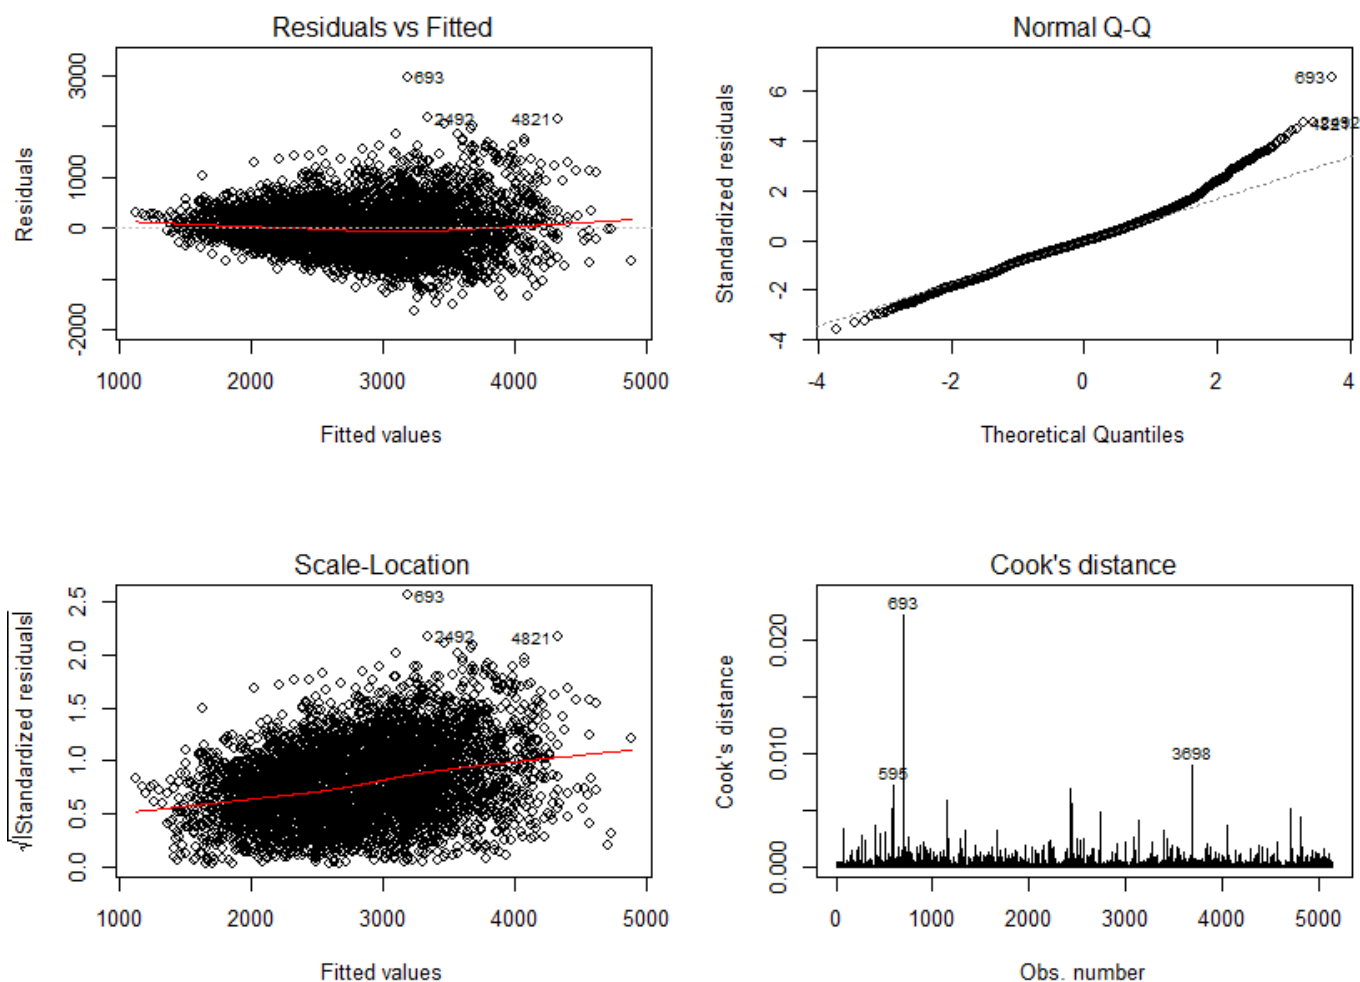 Residuals vs Fitted
Residuals
3000
1000
0
-2000
693
2492
4821
1000 2000 3000 4000 5000
Fitted values
Normal Q-Q
Standardized residuals
6
4
2
0
-2
-4
693
2492
-4 -2 0 2 4
Theoretical Quantiles
Scale-Location
√|Standardized residuals|
2.5
2.0
1.5
1.0
0.5
0.0
693
2492
4821
1000 2000 3000 4000 5000
Fitted values
Cook's distance
Cook's distance
0.020
0.010
0.000
693
595
3698
0 1000 2000 3000 4000 5000
Obs. number